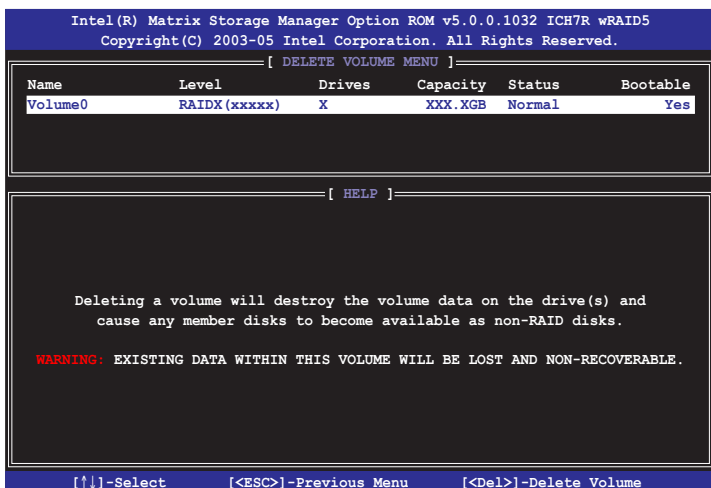 Intel(R) Matrix Storage Manager Option ROM v5.0.0.1032 ICH7R wRAID5
Copyright(C) 2003-05 Intel Corporation. All Rights Reserved.
[ DELETE VOLUME MENU ]
Name Level Drives Capacity Status Bootable
Volume0 RAIDX(xxxxx) X XXX.XGB Normal Yes
[ HELP ]
Deleting a volume will destroy the volume data on the drive(s) and
cause any member disks to become available as non-RAID disks.
WARNING: EXISTING DATA WITHIN THIS VOLUME WILL BE LOST AND NON-RECOVERABLE.
[↑↓]-Select [<ESC>]-Previous Menu [<Del>]-Delete Volume